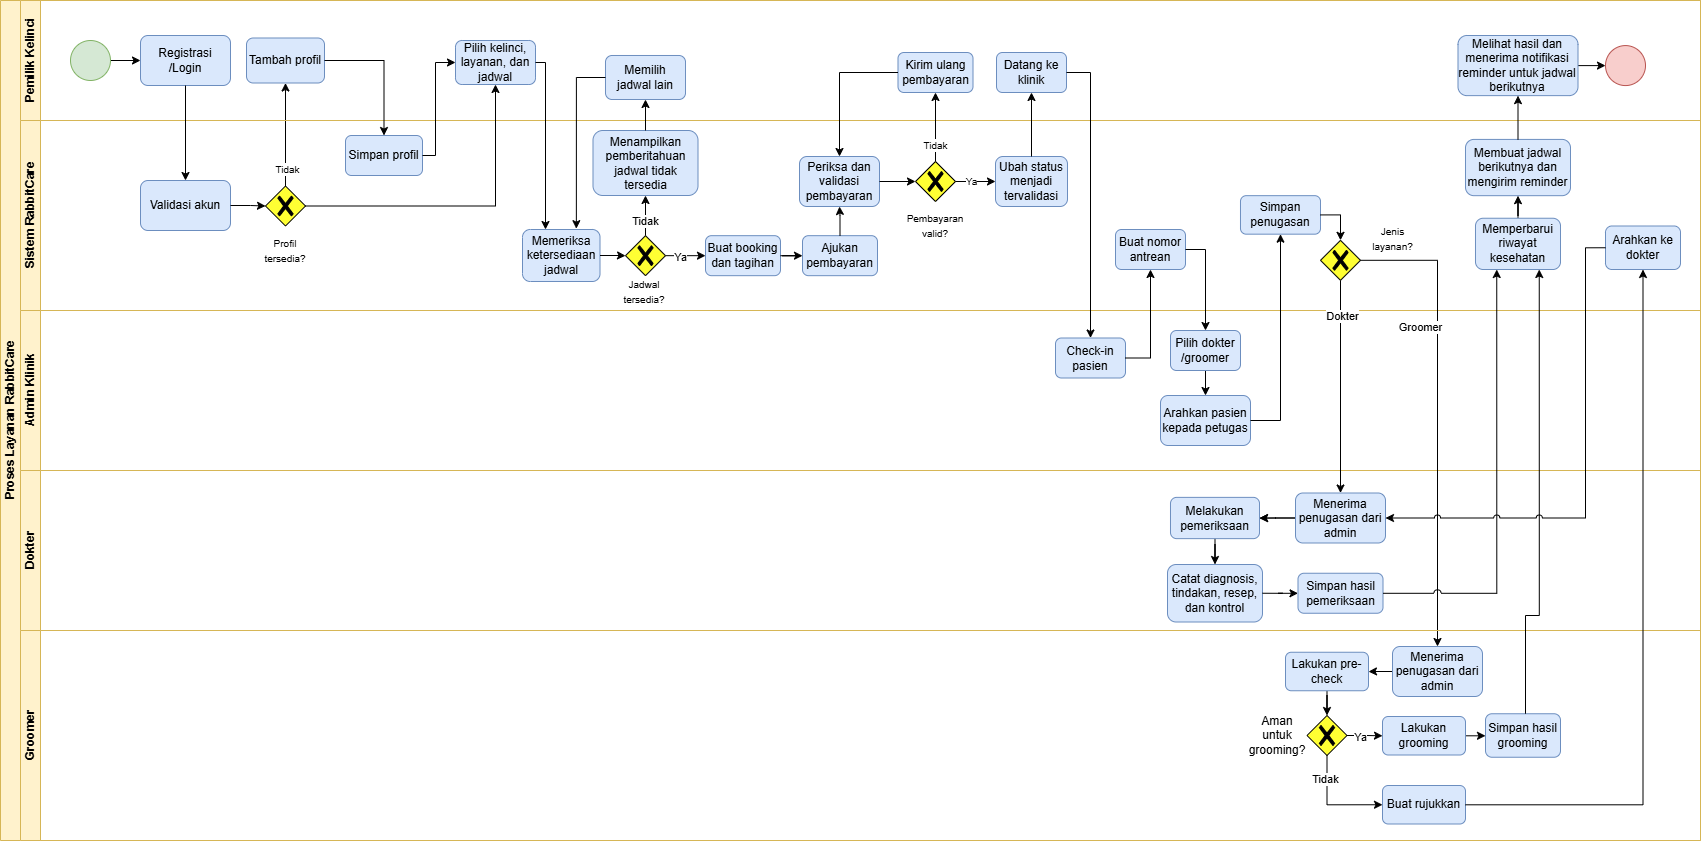 Proses Layanan RabbitCare
Pemilik Kelinci
Registrasi
/Login
Tambah profil
Pilih kelinci,
layanan, dan
jadwal
Memilih
jadwal lain
Kirim ulang
pembayaran
Datang ke
klinik
Melihat hasil dan
menerima notifikasi
reminder untuk jadwal
berikutnya
Sistem RabbitCare
Validasi akun
Tidak
Profil
tersedia?
Simpan profil
Memeriksa
ketersediaan
jadwal
Menampilkan
pemberitahuan
jadwal tidak
tersedia
Tidak
Ya
Jadwal
tersedia?
Buat booking
dan tagihan
Ajukan
pembayaran
Periksa dan
validasi
pembayaran
Tidak
Ya
Pembayaran
valid?
Ubah status
menjadi
tervalidasi
Buat nomor
antrean
Simpan
penugasan
Jenis
layanan?
Dokter
Groomer
Membuat jadwal
berikutnya dan
mengirim reminder
Memperbarui
riwayat
kesehatan
Arahkan ke
dokter
Admin Klinik
Check-in
pasien
Pilih dokter
/groomer
Arahkan pasien
kepada petugas
Dokter
Melakukan
pemeriksaan
Menerima
penugasan dari
admin
Catat diagnosis,
tindakan, resep,
dan kontrol
Simpan hasil
pemeriksaan
Groomer
Lakukan pre-
check
Menerima
penugasan dari
admin
Aman
untuk
grooming?
Ya
Lakukan
grooming
Simpan hasil
grooming
Tidak
Buat rujukkan